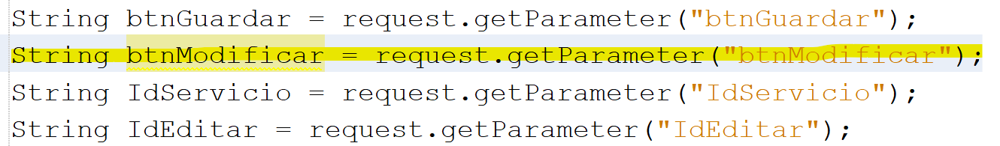 String btnGuardar = request.getParameter("btnGuardar");
String btnModificar = request.getParameter("btnModificar");
String IdServicio = request.getParameter("IdServicio");
String IdEditar = request.getParameter("IdEditar");